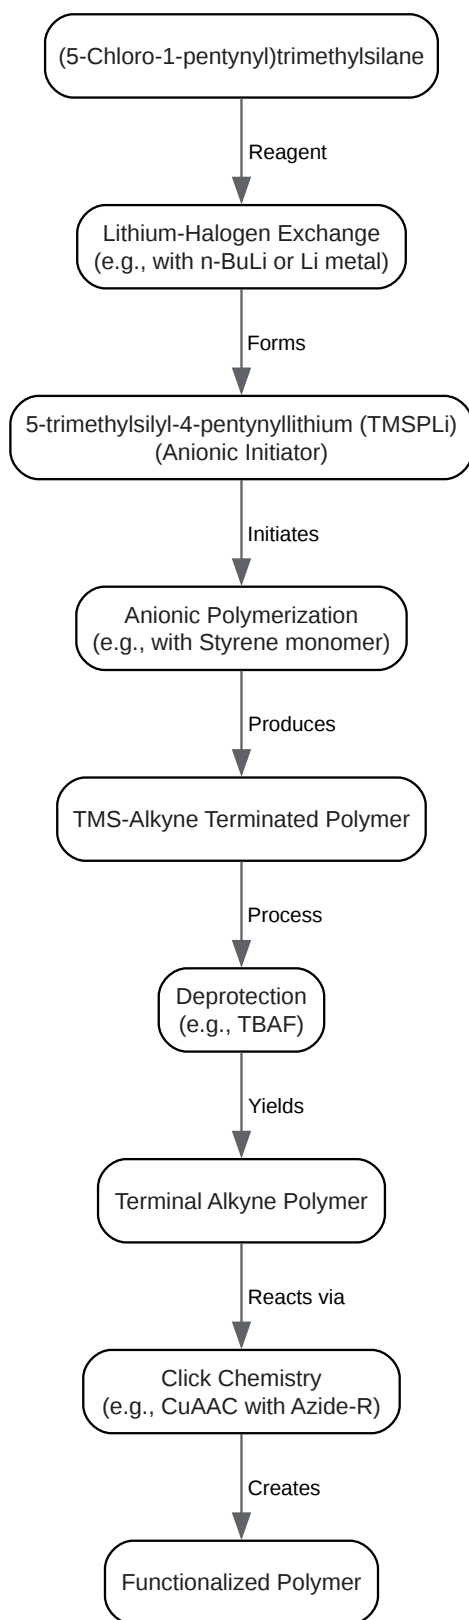 (5-Chloro-1-pentynyl)trimethylsilane
Reagent
Lithium-Halogen Exchange
(e.g., with n-BuLi or Li metal)
Forms
5-trimethylsilyl-4-pentynyllithium (TMSPLi)
(Anionic Initiator)
Initiates
Anionic Polymerization
(e.g., with Styrene monomer)
Produces
TMS-Alkyne Terminated Polymer
Process
Deprotection
(e.g., TBAF)
Yields
Terminal Alkyne Polymer
Reacts via
Click Chemistry
(e.g., CuAAC with Azide-R)
Creates
Functionalized Polymer